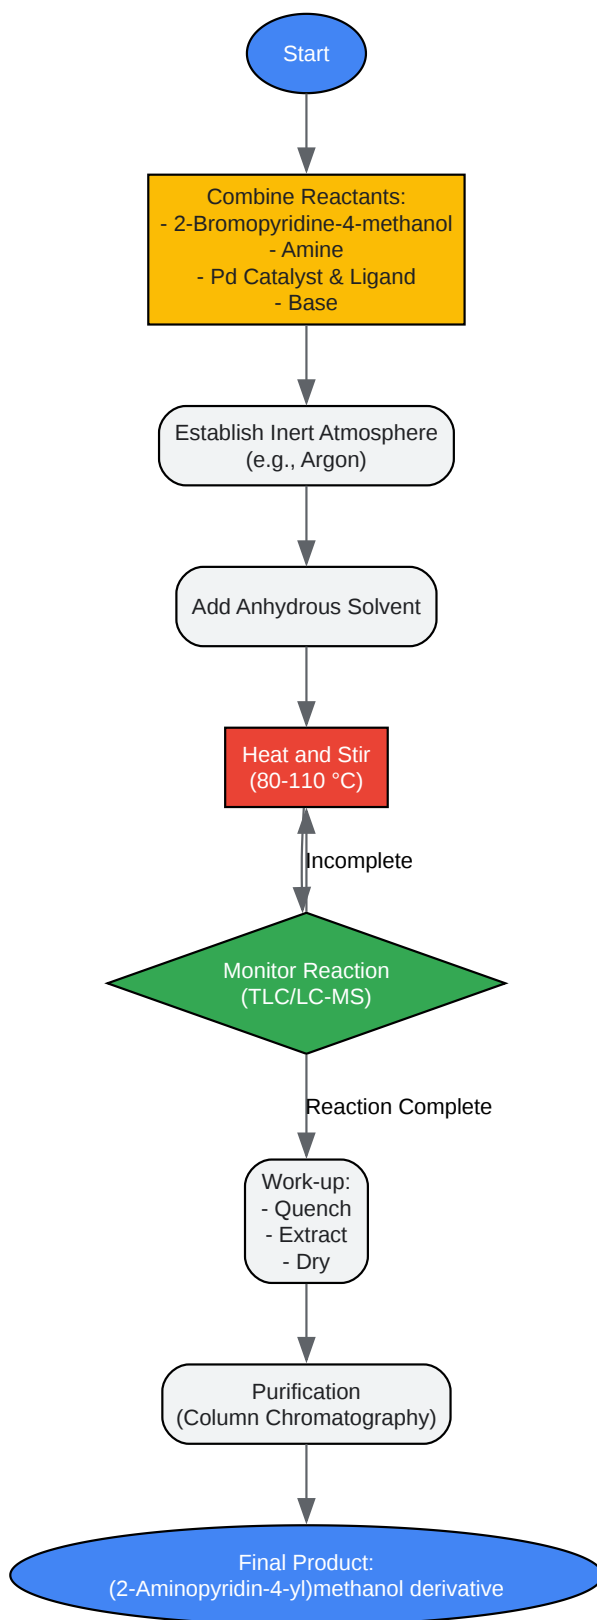 Start
Combine Reactants:
- 2-Bromopyridine-4-methanol
- Amine
- Pd Catalyst & Ligand
- Base
Establish Inert Atmosphere
(e.g., Argon)
Add Anhydrous Solvent
Heat and Stir
(80-110 °C)
Incomplete
Monitor Reaction
(TLC/LC-MS)
Reaction Complete
Work-up:
- Quench
- Extract
- Dry
Purification
(Column Chromatography)
Final Product:
(2-Aminopyridin-4-yl)methanol derivative